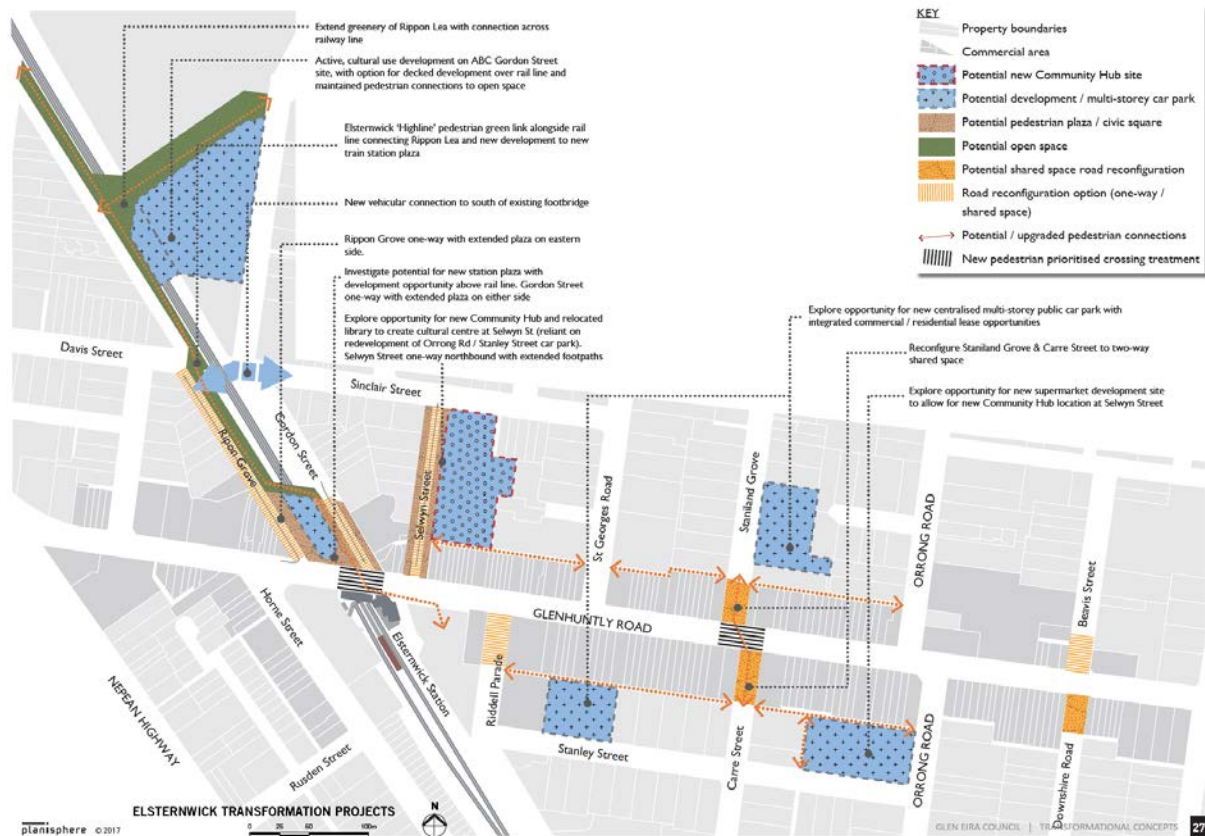 Extend greenery of Rippon Lea with connection across
railway line
Active, cultural use development on ABC Gordon Street
site, with option for decked development over rail line and
maintained pedestrian connections to open space
Elsternwick 'Highline' pedestrian green link alongside rail
line connecting Rippon Lea and new development to new
train station plaza
New vehicular connection to south of existing footbridge
Rippon Grove one-way with extended plaza on eastern
side.
Investigate potential for new station plaza with
development opportunity above rail line. Gordon Street
one-way with extended plaza on either side
Explore opportunity for new Community Hub and relocated
library to create cultural centre at Selwyn St (reliant on
redevelopment of Orrong Rd / Stanley Street car park).
Selwyn Street one-way northbound with extended footpaths
KEY
Property boundaries
Commercial area
Potential new Community Hub site
Potential development / multi-storey car park
Potential pedestrian plaza / civic square
Potential open space
Potential shared space road reconfiguration
Road reconfiguration option (one-way /
shared space)
Potential / upgraded pedestrian connections
New pedestrian prioritised crossing treatment
Explore opportunity for new centralised multi-storey public car park with
integrated commercial / residential lease opportunities
Reconfigure Staniland Grove & Carre Street to two-way
shared space
Explore opportunity for new supermarket development site
to allow for new Community Hub location at Selwyn Street
Davis Street
Sinclair Street
Ripon Grove
Gordon Street
Selwyn Street
St Georges Road
Staniland Grove
ORRONG ROAD
Beavis Street
GLENHUNTLY ROAD
Horne Street
Elsternwick Station
Riddell Parade
NEPEAN HIGHWAY
Rusden Street
Stanley Street
Carre Street
ORRONG ROAD
Downshire Road
ELSTERNWICK TRANSFORMATION PROJECTS
N
0 25 50 100m
planisphere © 2017
GLEN EIRA COUNCIL | TRANSFORMATIONAL CONCEPTS 27